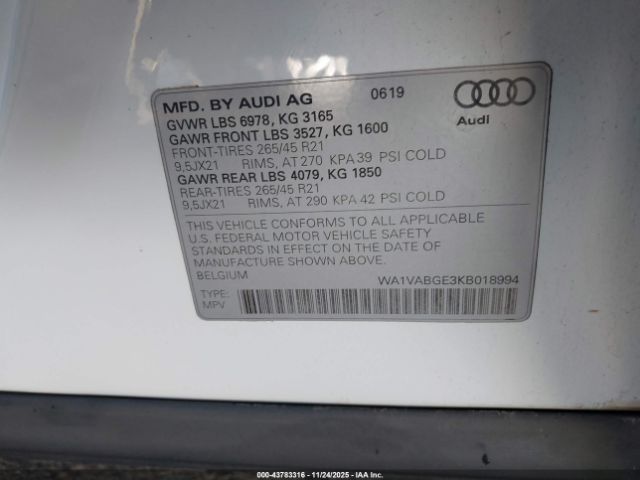 MFD. BY AUDI AG 0619
Audi
GVWR LBS 6978, KG 3165
GAWR FRONT LBS 3527, KG 1600
FRONT-TIRES 265/45 R21
9,5JX21 RIMS, AT 270 KPA 39 PSI COLD
GAWR REAR LBS 4079, KG 1850
REAR-TIRES 265/45 R21
9,5JX21 RIMS, AT 290 KPA 42 PSI COLD
THIS VEHICLE CONFORMS TO ALL APPLICABLE
U.S. FEDERAL MOTOR VEHICLE SAFETY
STANDARDS IN EFFECT ON THE DATE OF
MANUFACTURE SHOWN ABOVE.
BELGIUM WA1VABGE3KB018994
TYPE:
MPV
000-43783316 - 11/24/2025 - IAA Inc.